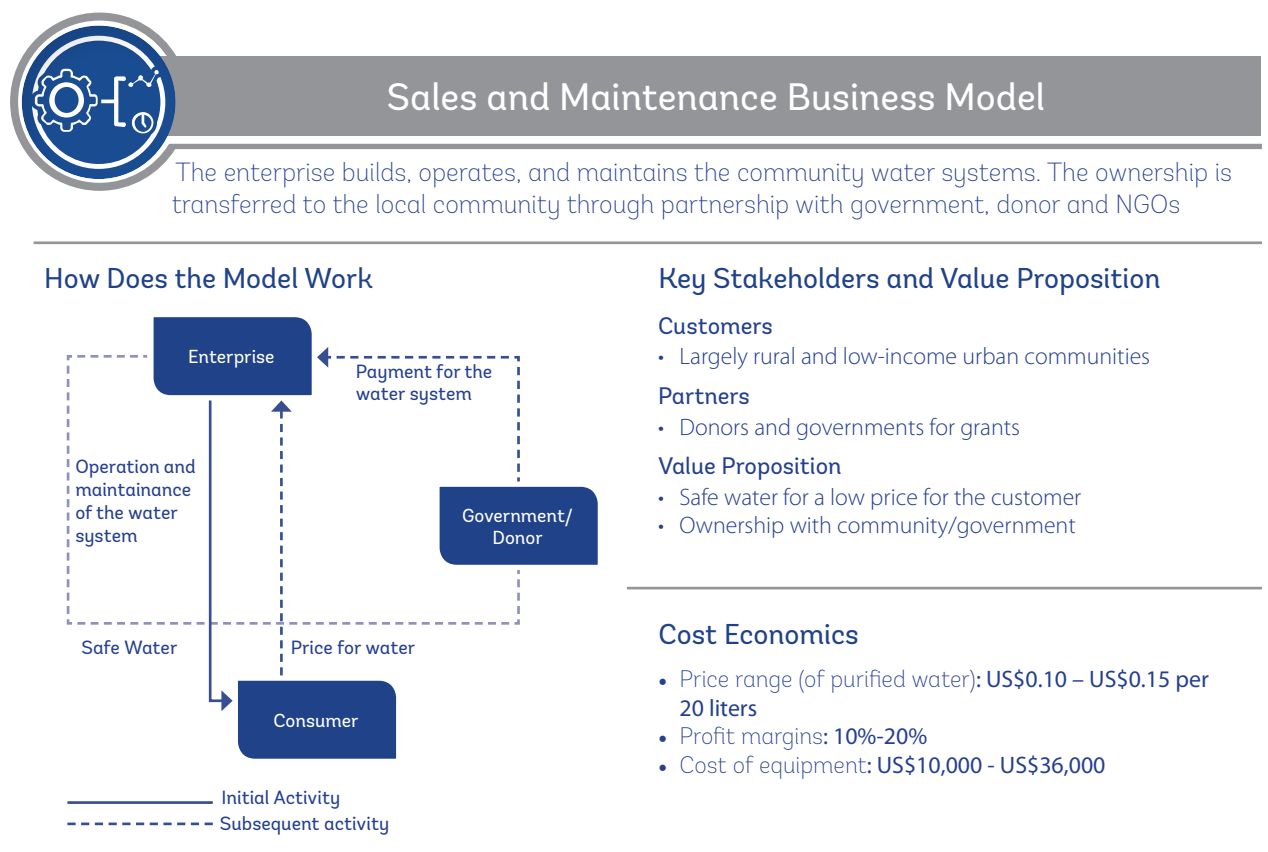 Sales and Maintenance Business Model
The enterprise builds, operates, and maintains the community water systems. The ownership is
transferred to the local community through partnership with government, donor and NGOs
How Does the Model Work
Enterprise
Payment for the
water system
Operation and
maintainance
of the water
system
Government/
Donor
Safe Water
Price for water
Consumer
Initial Activity
Subsequent activity
Key Stakeholders and Value Proposition
Customers
• Largely rural and low-income urban communities
Partners
• Donors and governments for grants
Value Proposition
• Safe water for a low price for the customer
• Ownership with community/government
Cost Economics
• Price range (of purified water): US$0.10 – US$0.15 per
20 liters
• Profit margins: 10%-20%
• Cost of equipment: US$10,000 - US$36,000